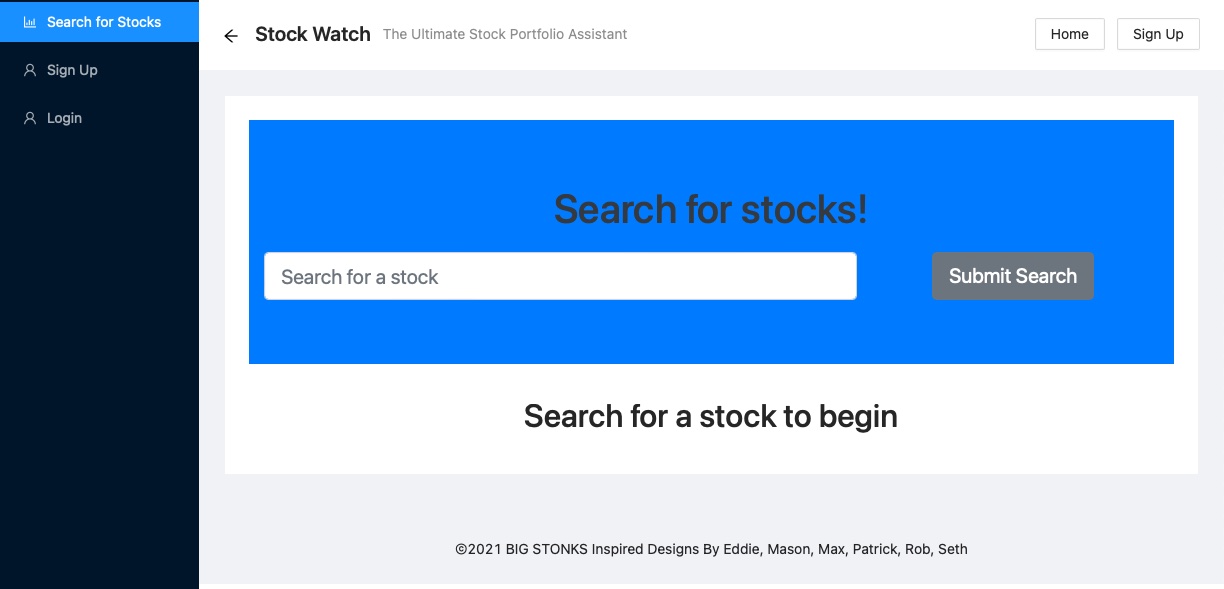 Search for Stocks
Sign Up
Login
Stock Watch The Ultimate Stock Portfolio Assistant
Home
Sign Up
Search for stocks!
Search for a stock
Submit Search
Search for a stock to begin
©2021 BIG STONKS Inspired Designs By Eddie, Mason, Max, Patrick, Rob, Seth